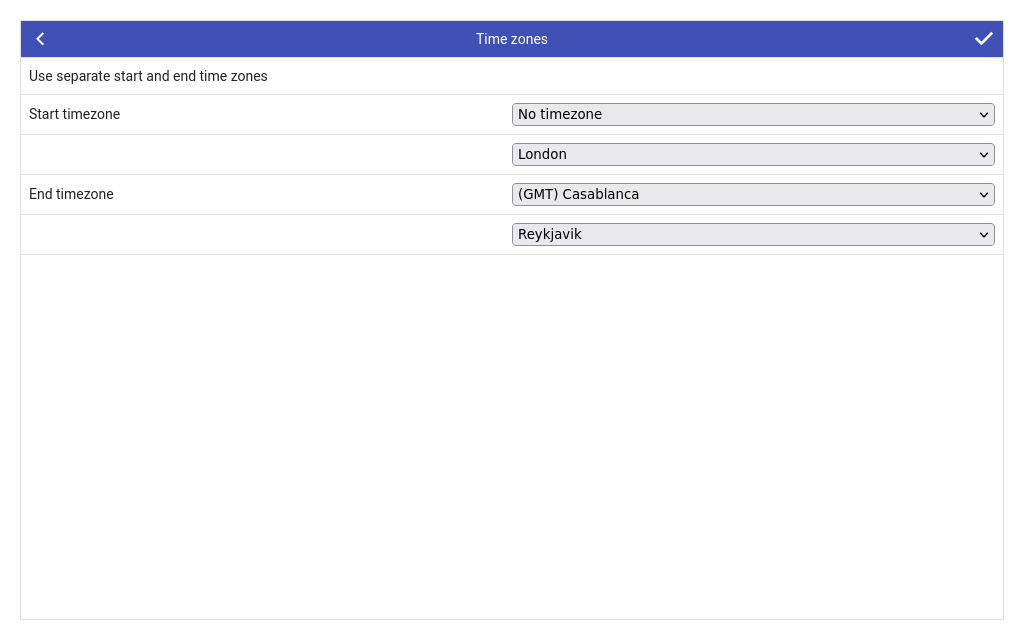 Time zones
Use separate start and end time zones
Start timezone
No timezone
London
End timezone
(GMT) Casablanca
Reykjavik